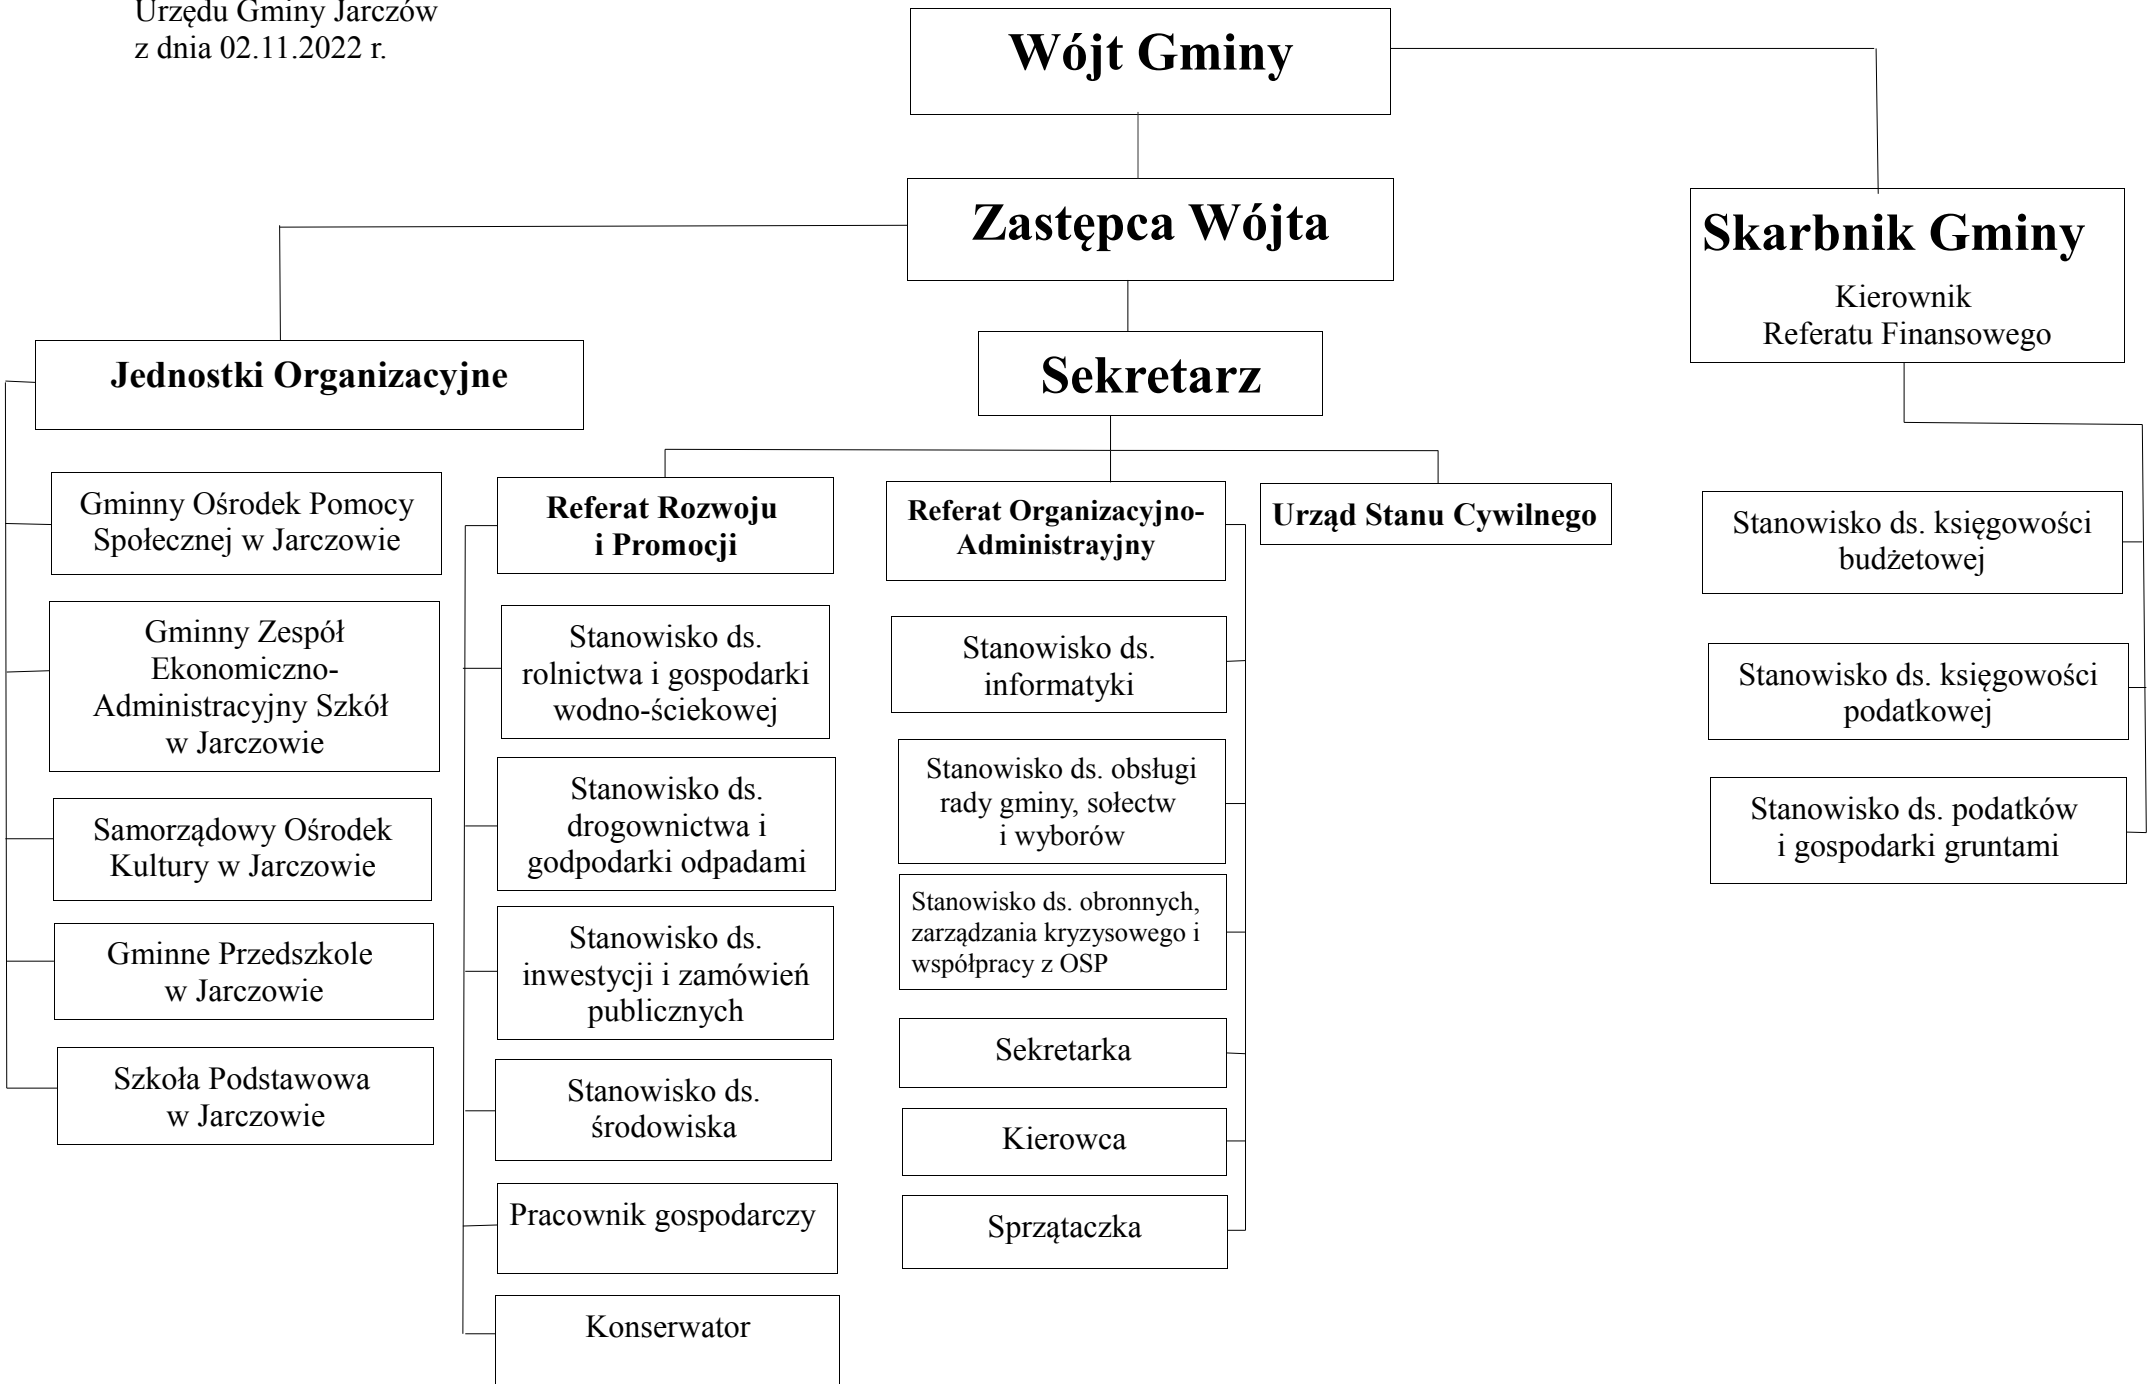 Urzędu Gminy Jarczów
z dnia 02.11.2022 r.
Wójt Gminy
Zastępca Wójta
Skarbnik Gminy
Kierownik
Referatu Finansowego
Jednostki Organizacyjne
Sekretarz
Gminny Ośrodek Pomocy
Społecznej w Jarczowie
Gminny Zespół
Ekonomiczno-
Administracyjny Szkół
w Jarczowie
Samorządowy Ośrodek
Kultury w Jarczowie
Gminne Przedszkole
w Jarczowie
Szkoła Podstawowa
w Jarczowie
Referat Rozwoju
i Promocji
Stanowisko ds.
rolnictwa i gospodarki
wodno-ściekowej
Stanowisko ds.
drogownictwa i
godpodarki odpadami
Stanowisko ds.
inwestycji i zamówień
publicznych
Stanowisko ds.
środowiska
Pracownik gospodarczy
Konserwator
Referat Organizacyjno-
Administrayjny
Stanowisko ds.
informatyki
Stanowisko ds. obsługi
rady gminy, sołectw
i wyborów
Stanowisko ds. obronnych,
zarządzania kryzysowego i
współpracy z OSP
Sekretarka
Kierowca
Sprzątaczka
Urząd Stanu Cywilnego
Stanowisko ds. księgowości
budżetowej
Stanowisko ds. księgowości
podatkowej
Stanowisko ds. podatków
i gospodarki gruntami